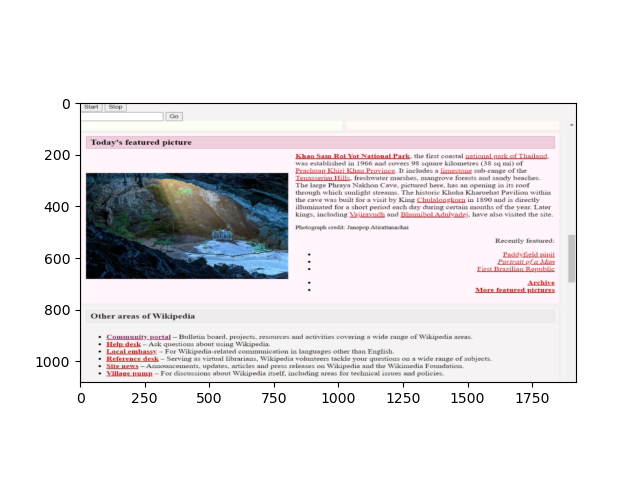 Start Stop
Go
Today's featured picture
Khao Sam Roi Yot National Park, the first coastal national park of Thailand,
was established in 1966 and covers 98 square kilometres (38 sq mi) of
Prachuap Khiri Khan Province. It includes a limestone sub-range of the
Tenasserim Hills, freshwater marshes, mangrove forests and sandy beaches.
The large Phraya Nakhon Cave, pictured here, has an opening in its roof
through which sunlight streams. The historic Khuha Kharuehat Pavilion within
the cave was built for a visit by King Chulalongkorn in 1890 and is directly
illuminated for a short period each day during certain months of the year. Later
kings, including Vajiravudh and Bhumibol Adulyadej, have also visited the site.
Photograph credit: Janepop Atirattanachai
Recently featured:
Paddyfield pipit
Portrait of a Man
First Brazilian Republic
Archive
More featured pictures
Other areas of Wikipedia
Community portal – Bulletin board, projects, resources and activities covering a wide range of Wikipedia areas.
Help desk – Ask questions about using Wikipedia.
Local embassy – For Wikipedia-related communication in languages other than English.
Reference desk – Serving as virtual librarians, Wikipedia volunteers tackle your questions on a wide range of subjects.
Site news – Announcements, updates, articles and press releases on Wikipedia and the Wikimedia Foundation.
Village pump – For discussions about Wikipedia itself, including areas for technical issues and policies.
0
200
400
600
800
1000
0 250 500 750 1000 1250 1500 1750